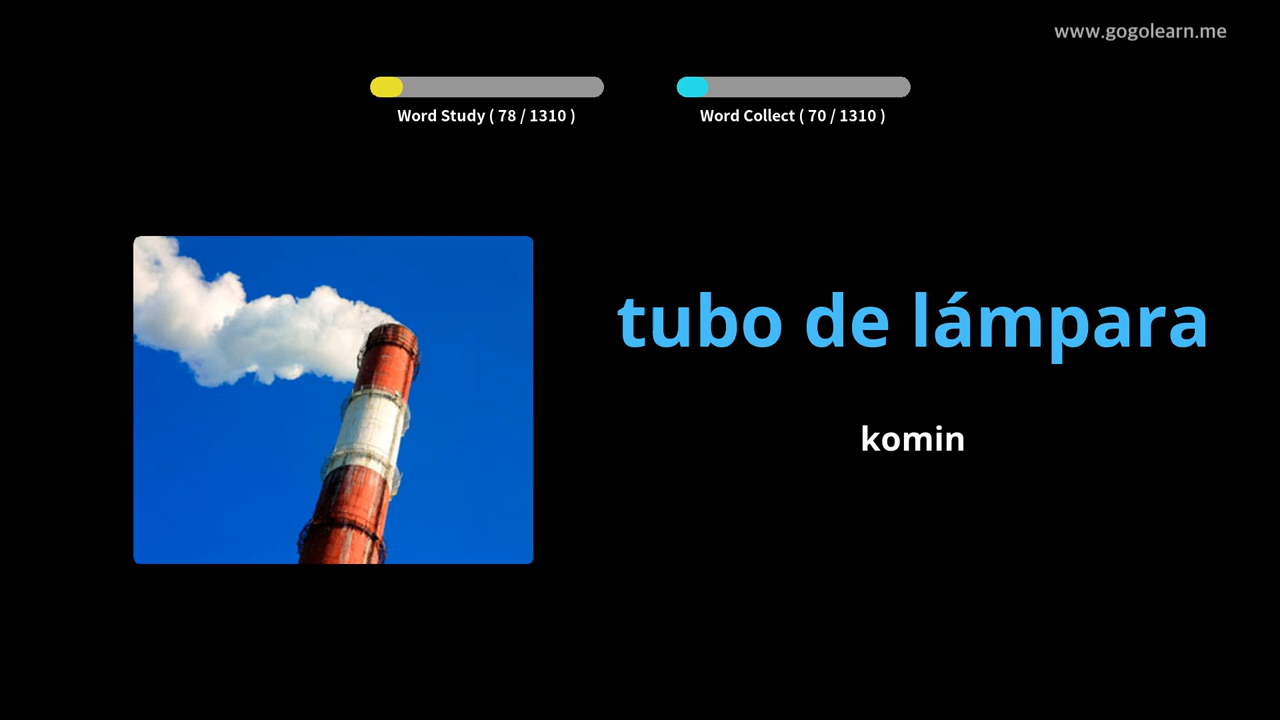 www.gogolearn.me
Word Study ( 78 / 1310 )
Word Collect ( 70 / 1310 )
tubo de lámpara
komin